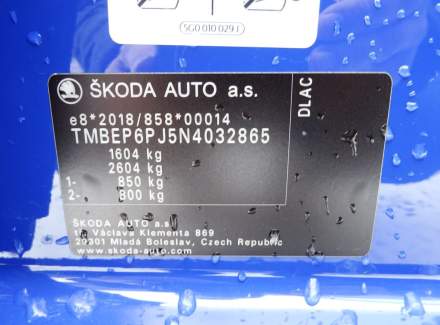 5G0 010 029 J
ŠKODA AUTO a.s.
DLAC
e8*2018/858*00014
TMBEP6PJ5N4032865
1604 kg
2604 kg
1- 850 kg
2- 800 kg
ŠKODA AUTO a.s.
tř. Václava Klementa 869
29301 Mladá Boleslav, Czech Republic
www.skoda-auto.com